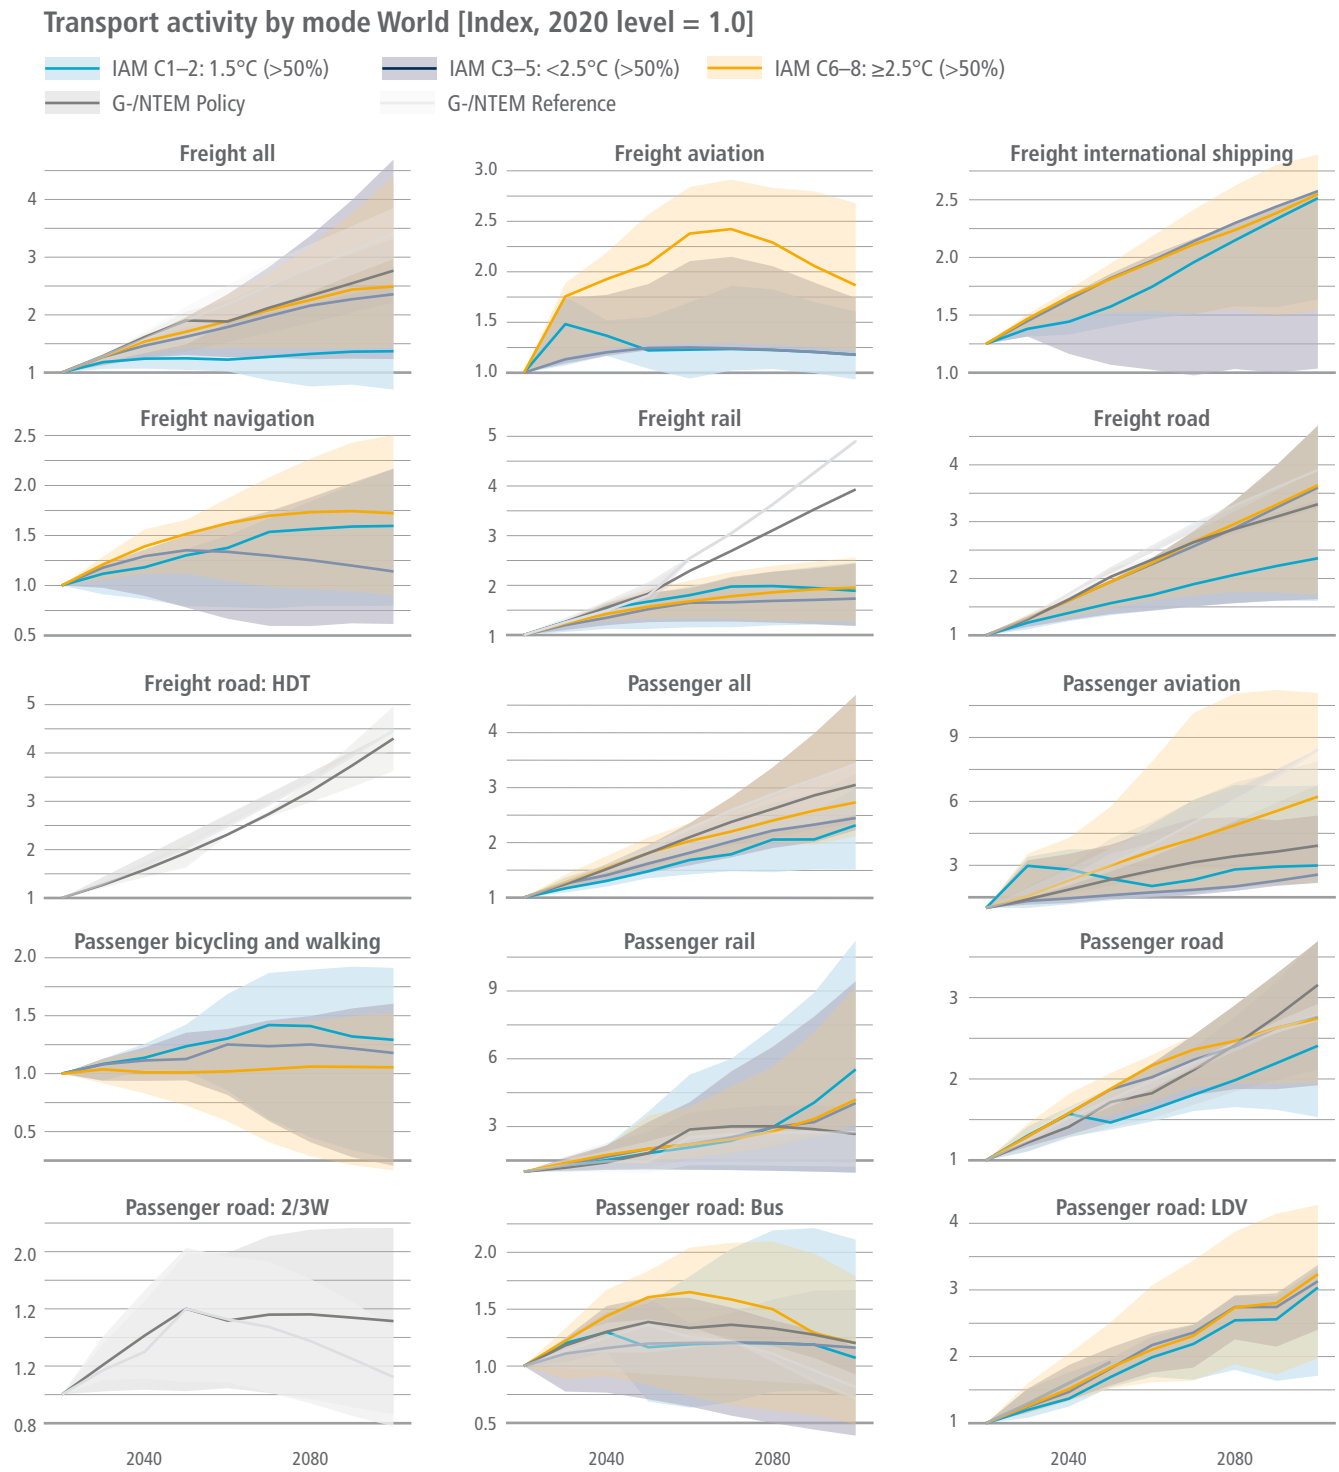 Transport activity by mode World [Index, 2020 level = 1.0]
IAM C1–2: 1.5°C (>50%) IAM C3–5: <2.5°C (>50%) IAM C6–8: ≥2.5°C (>50%)
G-/NTEM Policy G-/NTEM Reference
Freight all Freight aviation Freight international shipping
4 3.0 2.5
3 2.5 2.0
2 2.0 1.5
1 1.5 1.0
1.0
Freight navigation Freight rail Freight road
2.5 5 4
2.0 4 3
1.5 2 2
1.0 1 1
0.5
Freight road: HDT Passenger all Passenger aviation
5 4 9
4 3 6
3 2 3
2 1
1
Passenger bicycling and walking Passenger rail Passenger road
2.0 9 3
1.5 6 2
1.0 3 1
0.5
Passenger road: 2/3W Passenger road: Bus Passenger road: LDV
2.0 2.0 4
1.2 1.5 3
1.2 1.0 2
0.8 0.5 1
2040 2080 2040 2080 2040 2080